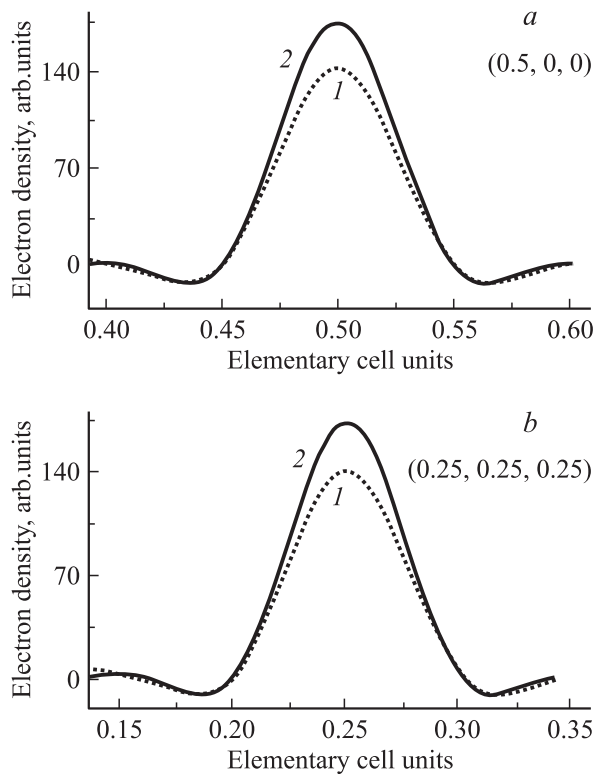 a
2
(0.5, 0, 0)
140
1
70
0
Electron density, arb.units
0.40 0.45 0.50 0.55 0.60
Elementary cell units
b
2
(0.25, 0.25, 0.25)
140
1
70
0
Electron density, arb.units
0.15 0.20 0.25 0.30 0.35
Elementary cell units